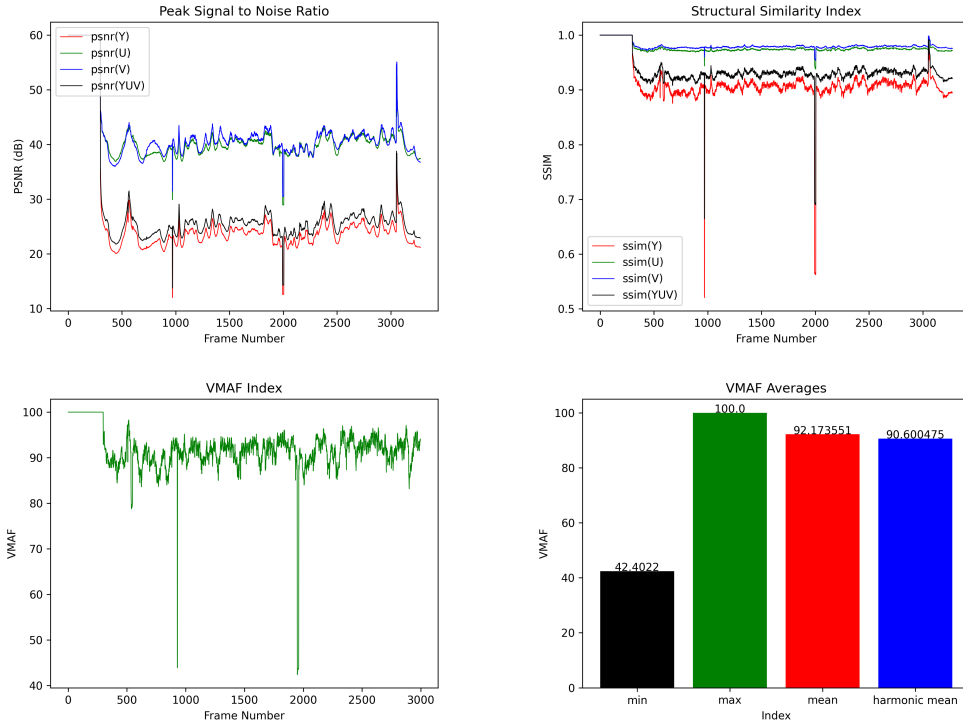 Peak Signal to Noise Ratio
60
50
40
30
20
10
PSNR (dB)
psnr(Y)
psnr(U)
psnr(V)
psnr(YUV)
0 500 1000 1500 2000 2500 3000
Frame Number
Structural Similarity Index
1.0
0.9
0.8
0.7
0.6
0.5
SSIM
ssim(Y)
ssim(U)
ssim(V)
ssim(YUV)
0 500 1000 1500 2000 2500 3000
Frame Number
VMAF Index
100
90
80
70
60
50
40
VMAF
0 500 1000 1500 2000 2500 3000
Frame Number
VMAF Averages
100
80
60
40
20
0
VMAF
42.4022
100.0
92.173551
90.600475
min max mean harmonic mean
Index